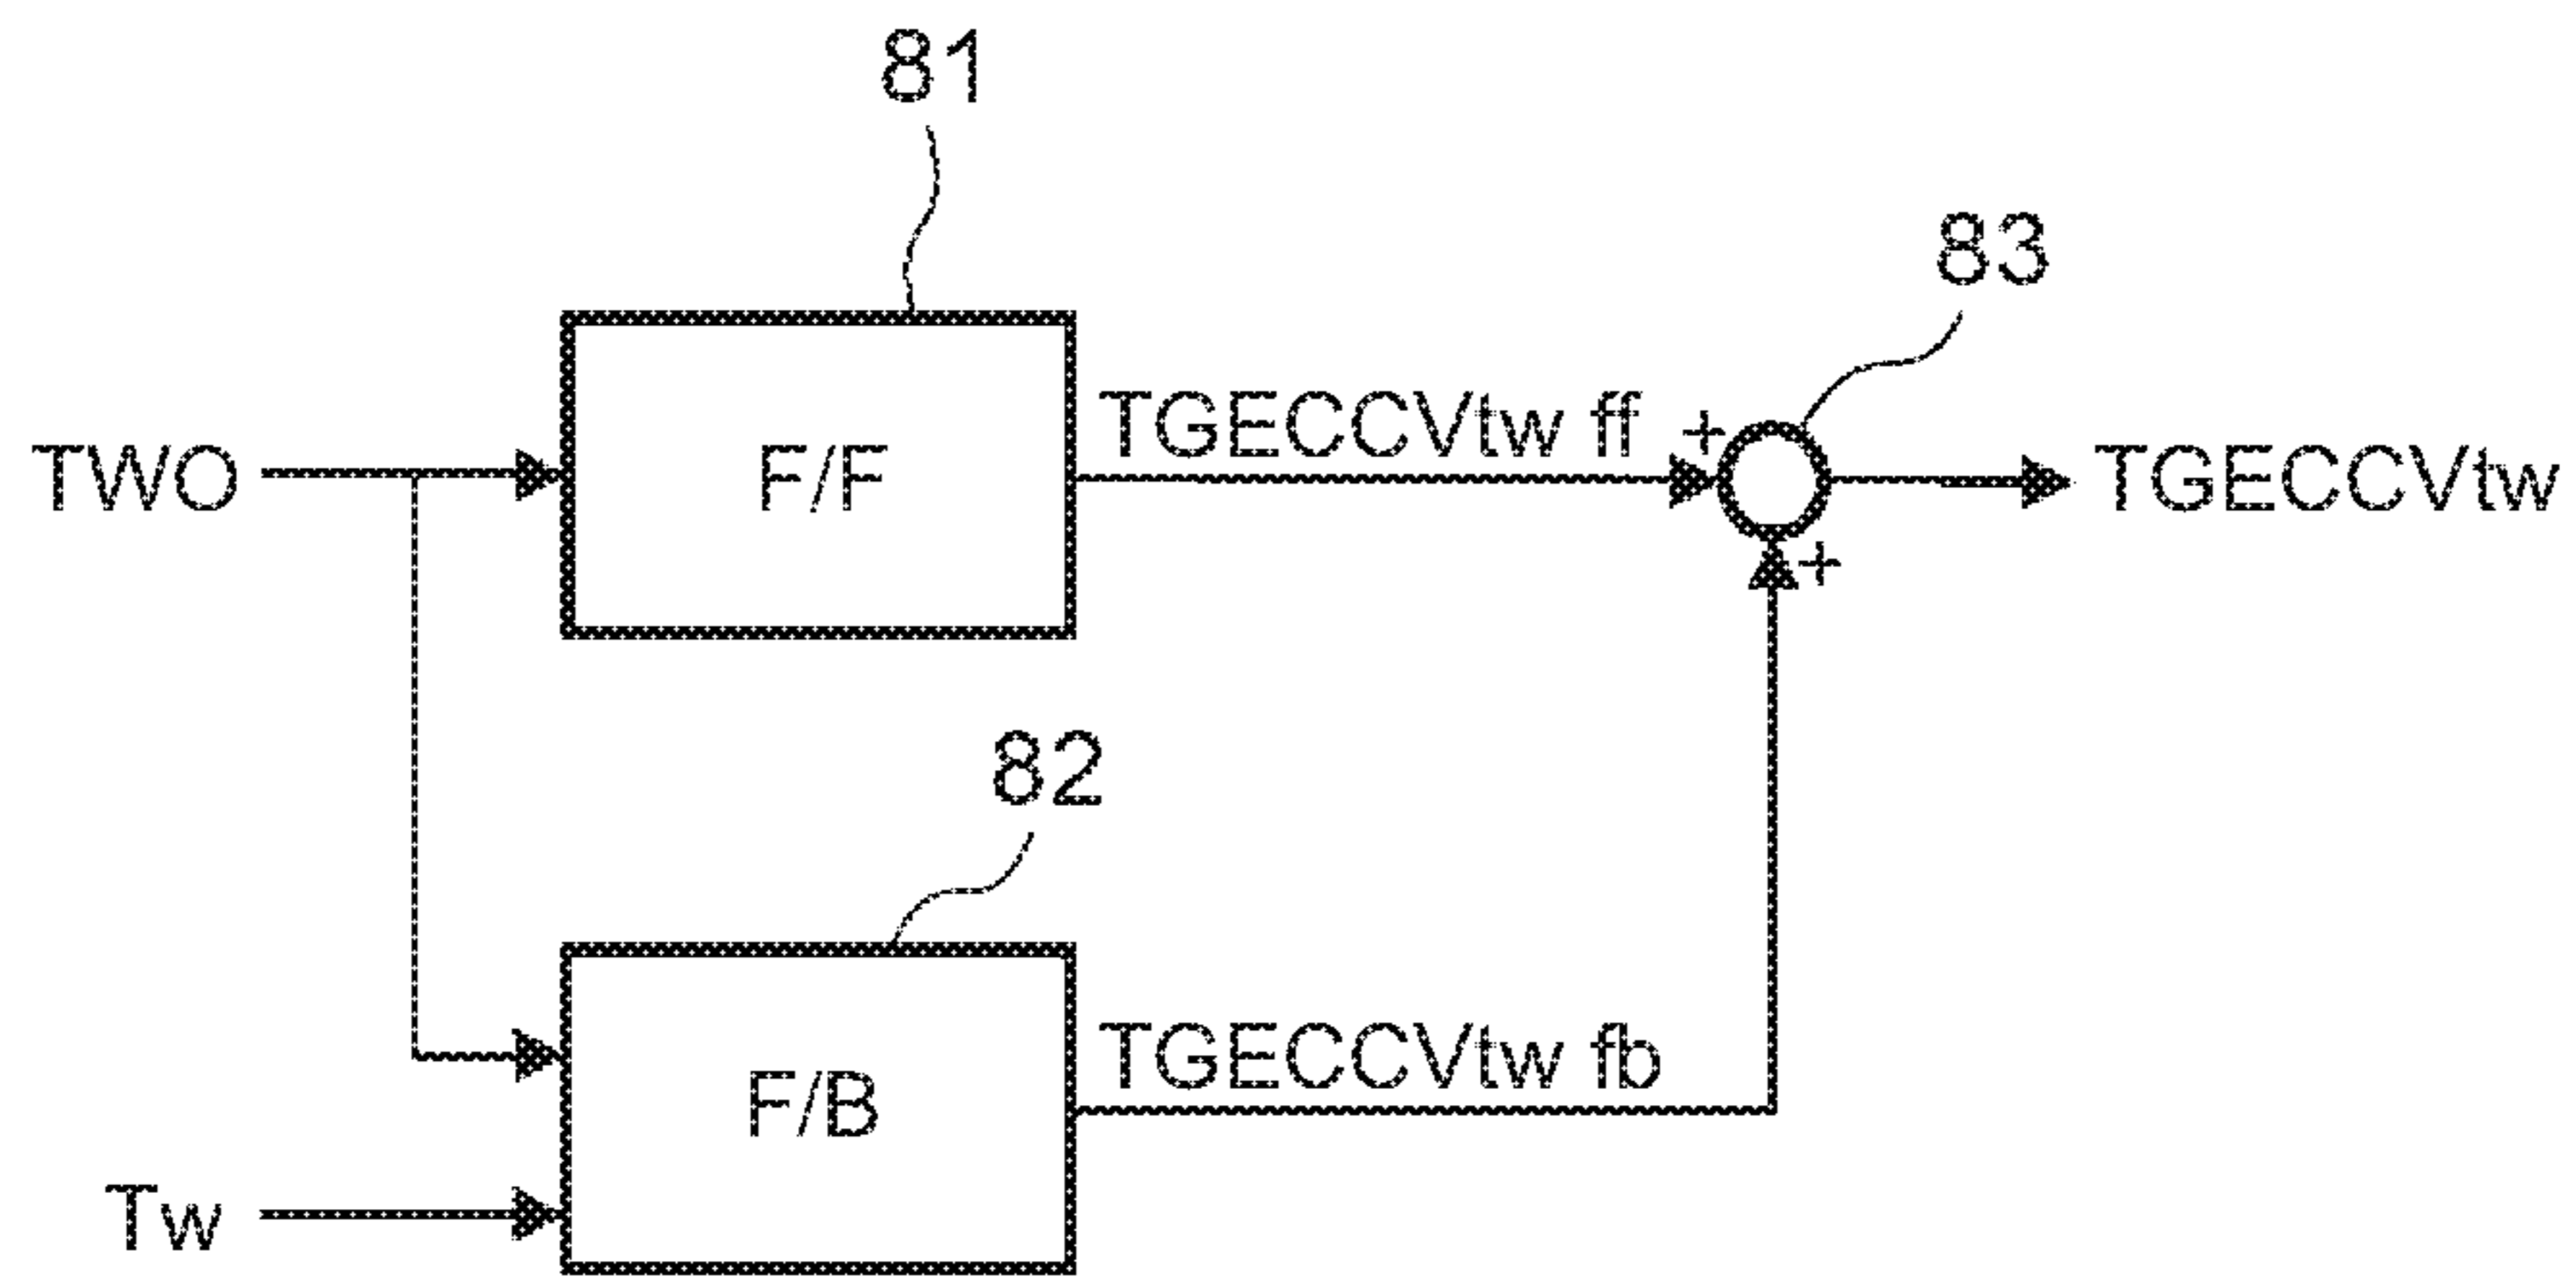 81
83
TWO
F/F
TGECCVtw ff
+
TGECCVtw
+
82
F/B
TGECCVtw fb
Tw